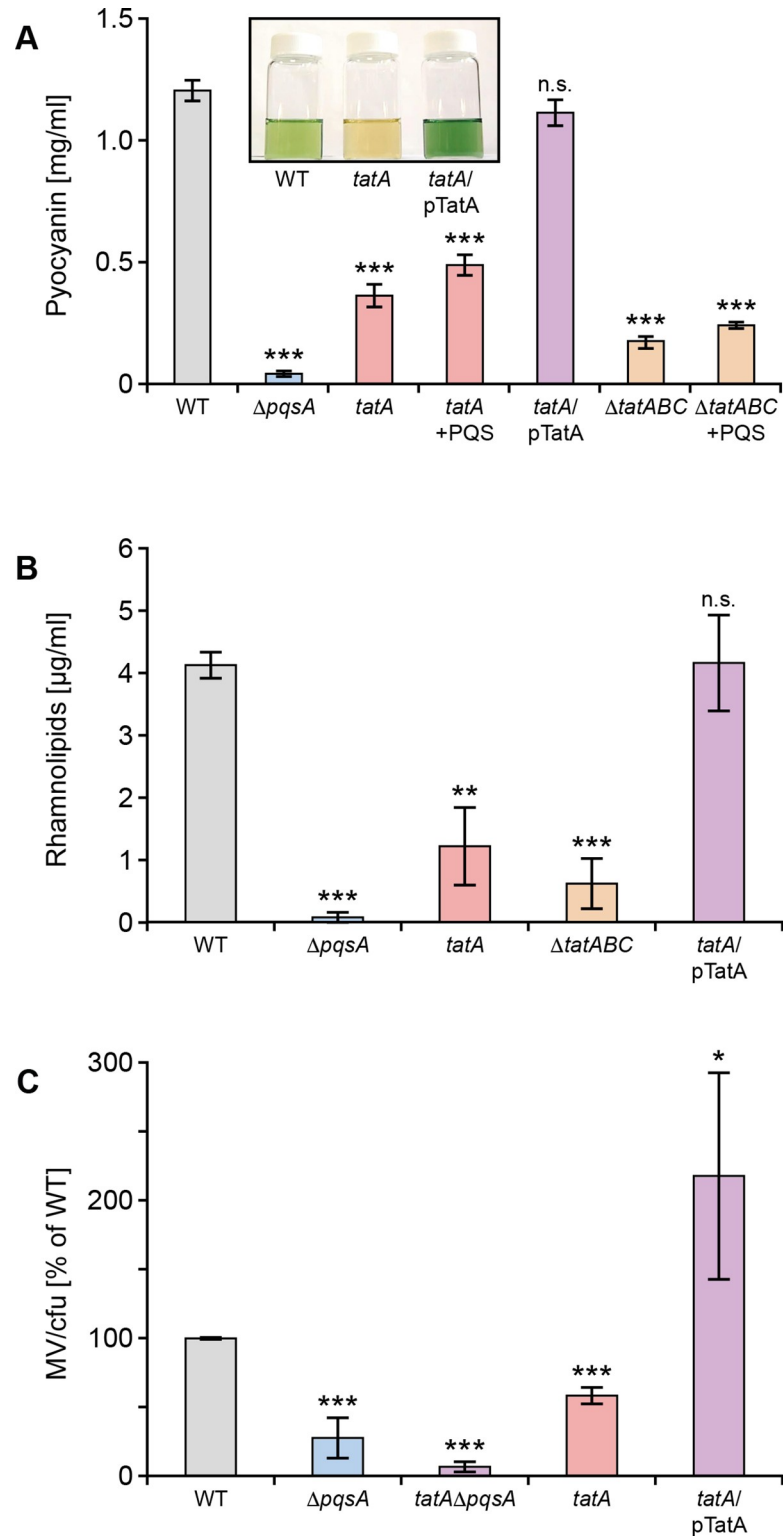 A
Pyocyanin [mg/ml]
1.5
1.0
0.5
0
WT
tatA
tatA/
pTatA
***
***
***
n.s.
***
***
WT
ΔpqsA
tatA
tatA
+PQS
tatA/
pTatA
ΔtatABC
ΔtatABC
+PQS
B
Rhamnolipids [µg/ml]
6
5
4
3
2
1
0
***
**
***
n.s.
WT
ΔpqsA
tatA
ΔtatABC
tatA/
pTatA
C
MV/cfu [% of WT]
300
200
100
0
***
***
***
*
WT
ΔpqsA
tatAΔpqsA
tatA
tatA/
pTatA